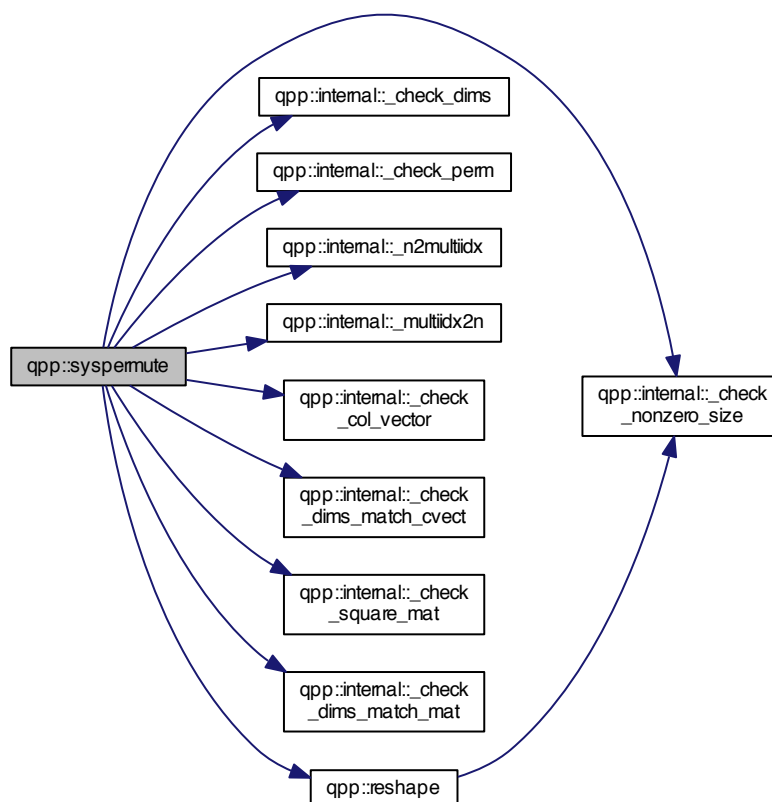 qpp::syspermute
qpp::internal::_check_dims
qpp::internal::_check_perm
qpp::internal::_n2multiidx
qpp::internal::_multiidx2n
qpp::internal::_check
_col_vector
qpp::internal::_check
_dims_match_cvect
qpp::internal::_check
_square_mat
qpp::internal::_check
_dims_match_mat
qpp::reshape
qpp::internal::_check
_nonzero_size